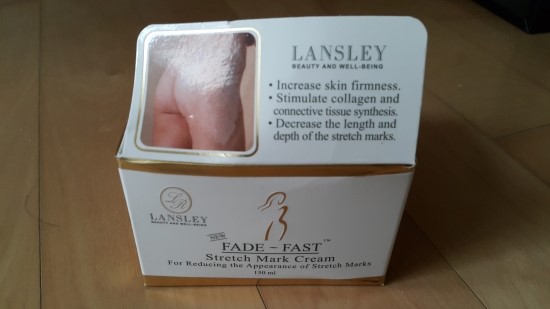 LANSLEY
BEAUTY AND WELL-BEING
• Increase skin firmness.
• Stimulate collagen and
connective tissue synthesis.
• Decrease the length and
depth of the stretch marks.
LR
LANSLEY
BEAUTY AND WELL-BEING
NEW
FADE ~ FAST™
Stretch Mark Cream
For Reducing the Appearance of Stretch Marks
130 ml